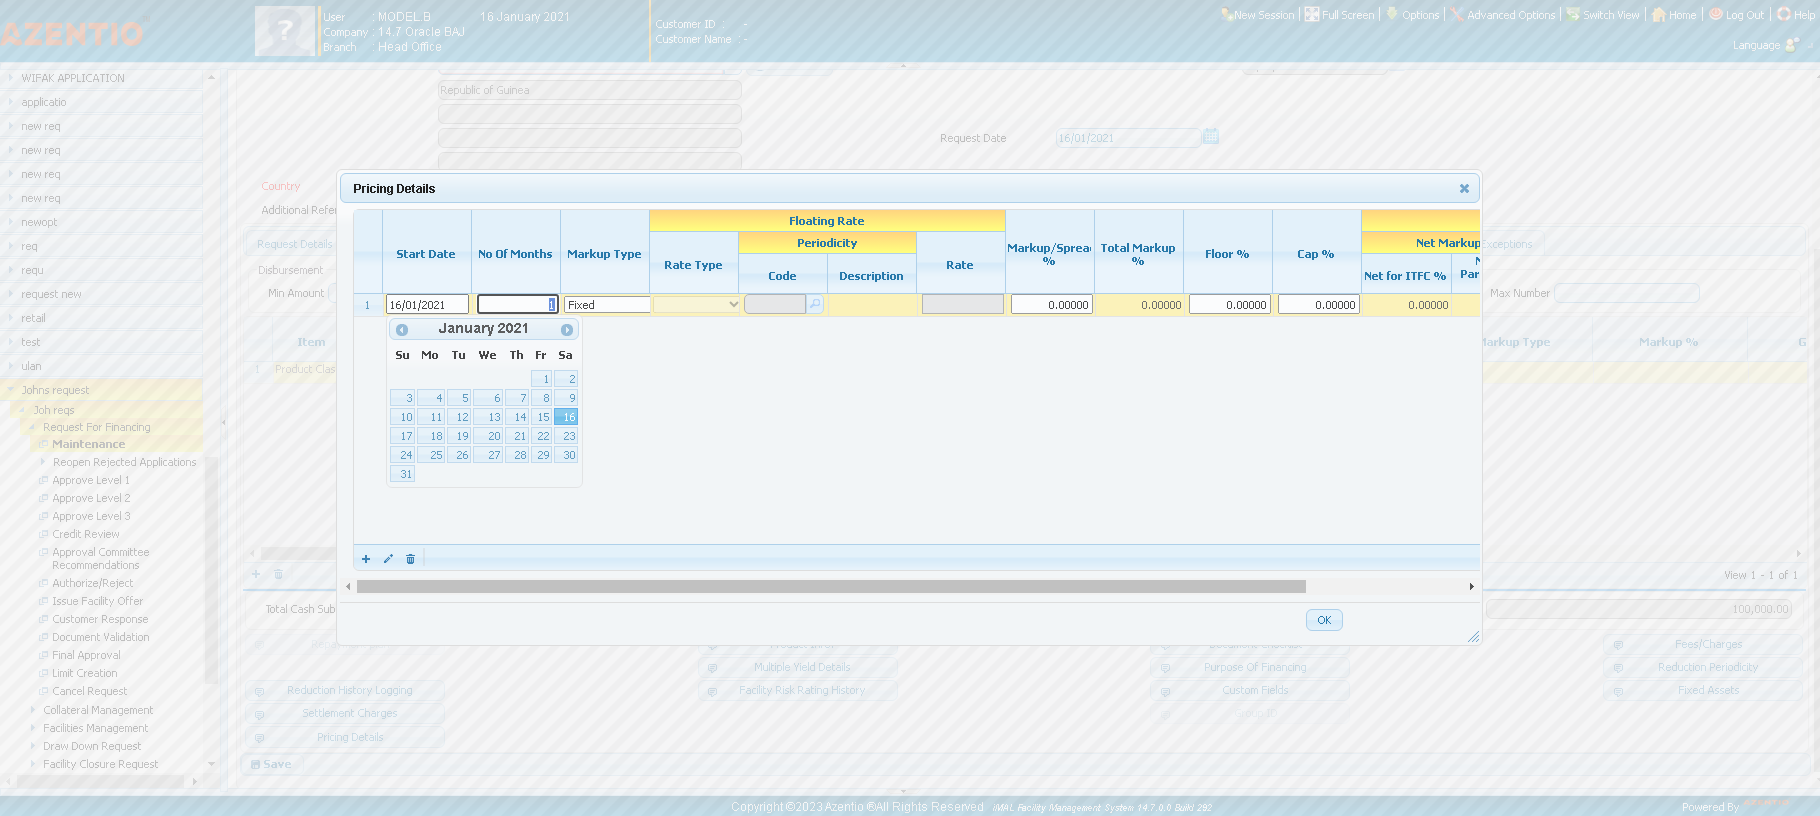 AZENTIO
User : MODEL B 16 January 2021
Company : 14.7 Oracle BAJ
Branch : Head Office
Customer ID : -
Customer Name : -
New Session Full Screen Options Advanced Options Switch View Home Log Out Help
Language
WIFAK APPLICATION
applicatio
new req
new req
new req
new req
newopt
req
requ
request new
retail
test
ulan
Johns request
Joh reqs
Request For Financing
Maintenance
Reopen Rejected Applications
Approve Level 1
Approve Level 2
Approve Level 3
Credit Review
Approval Committee
Recommendations
Authorize/Reject
Issue Facility Offer
Customer Response
Document Validation
Final Approval
Limit Creation
Cancel Request
Collateral Management
Facilities Management
Draw Down Request
Facility Closure Request
Republic of Guinea
Request Date 16/01/2021
Country
Additional Refer
Request Details
Exceptions
Disbursement
Min Amount
Max Number
Item
Markup Type
Markup %
G
1 Product Clas
View 1 - 1 of 1
Total Cash Sub
100,000.00
Pricing Details
Floating Rate
Periodicity
Net Markup
Start Date
No Of Months
Markup Type
Rate Type
Code
Description
Rate
Markup/Sprea
%
Total Markup
%
Floor %
Cap %
Net for ITFC %
N
Par
1 16/01/2021 1 Fixed 0.00000 0.00000 0.00000 0.00000 0.00000
January 2021
Su Mo Tu We Th Fr Sa
1 2
3 4 5 6 7 8 9
10 11 12 13 14 15 16
17 18 19 20 21 22 23
24 25 26 27 28 29 30
31
OK
Fees/Charges
Multiple Yield Details
Purpose Of Financing
Reduction Periodicity
Reduction History Logging
Facility Risk Rating History
Custom Fields
Fixed Assets
Settlement Charges
Pricing Details
Save
Copyright ©2023 Azentio ®All Rights Reserved iMAL Facility Management System 14.7.0.0 Build 292
Powered By AZENTIO